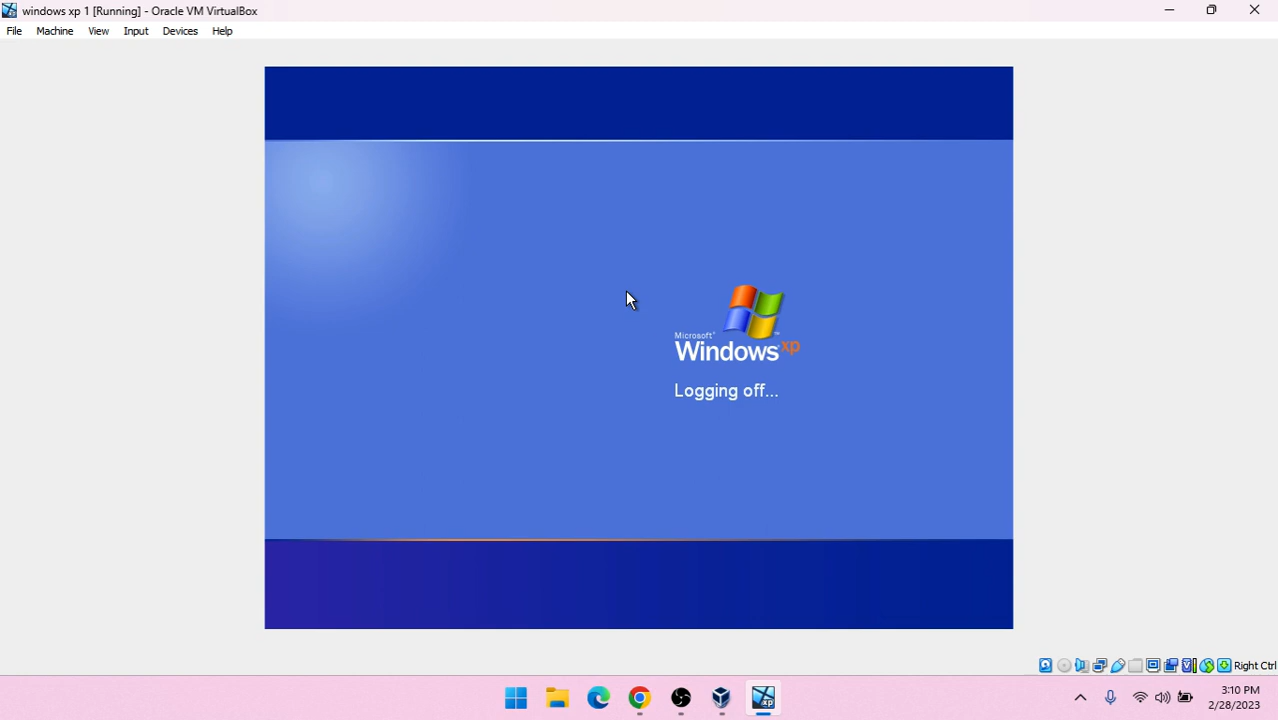 windows xp 1 [Running] - Oracle VM VirtualBox
File Machine View Input Devices Help
Microsoft
Windows xp
Logging off...
Right Ctrl
xp
3:10 PM
2/28/2023